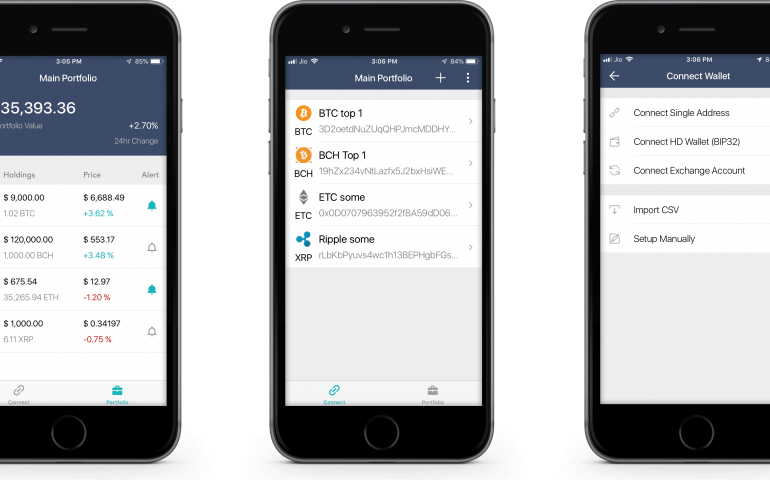 3:05 PM
85%
Main Portfolio
35,393.36
ortfolio Value
+2.70%
24hr Change
Holdings Price Alert
$ 9,000.00 $ 6,688.49
1.02 BTC +3.62 %
$ 120,000.00 $ 553.17
1,000.00 BCH +3.48 %
$ 675.54 $ 12.97
35,265.94 ETH -1.20 %
$ 1,000.00 $ 0.34197
6.11 XRP -0.75 %
Connect Portfolio
Jio 3:06 PM 84%
Main Portfolio
BTC top 1
BTC 3D2oetdNuZUqQHPJmcMDDHY...
BCH Top 1
BCH 19hZx234vNtLazfx5J2bxHsiWE...
ETC some
ETC 0x0D0707963952f2fBA59dD06...
Ripple some
XRP rLbKbPyuvs4wc1h13BEPHgbFGs...
Connect Portfolio
Jio 3:06 PM
Connect Wallet
Connect Single Address
Connect HD Wallet (BIP32)
Connect Exchange Account
Import CSV
Setup Manually